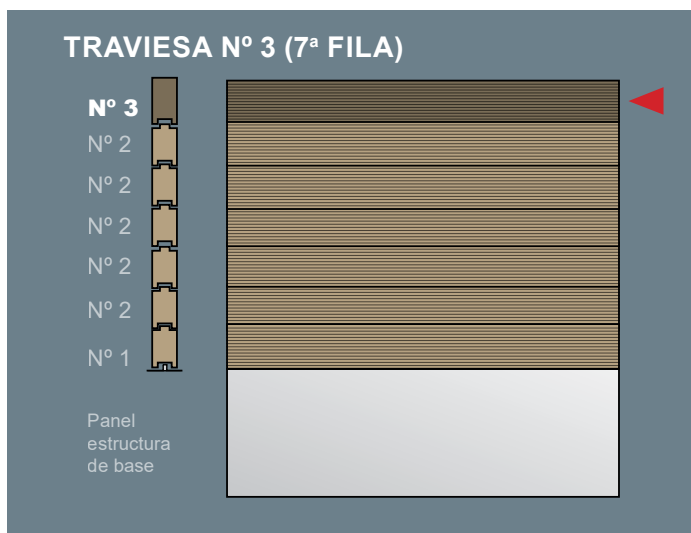 TRAVIESA Nº 3 (7ª FILA)
Nº 3
Nº 2
Nº 2
Nº 2
Nº 2
Nº 2
Nº 1
Panel
estructura
de base